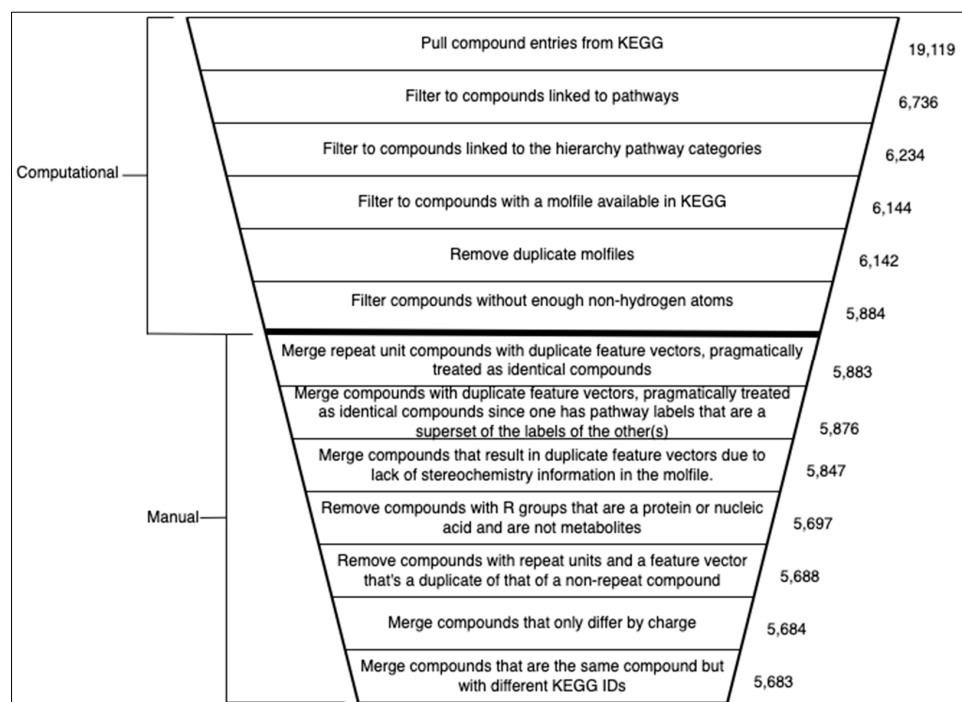 Pull compound entries from KEGG
19,119
Filter to compounds linked to pathways
6,736
Filter to compounds linked to the hierarchy pathway categories
6,234
Computational
Filter to compounds with a molfile available in KEGG
6,144
Remove duplicate molfiles
6,142
Filter compounds without enough non-hydrogen atoms
5,884
Merge repeat unit compounds with duplicate feature vectors, pragmatically
treated as identical compounds
5,883
Merge compounds with duplicate feature vectors, pragmatically treated
as identical compounds since one has pathway labels that are a
superset of the labels of the other(s)
5,876
Merge compounds that result in duplicate feature vectors due to
lack of stereochemistry information in the molfile.
5,847
Manual
Remove compounds with R groups that are a protein or nucleic
acid and are not metabolites
5,697
Remove compounds with repeat units and a feature vector
that's a duplicate of that of a non-repeat compound
5,688
Merge compounds that only differ by charge
5,684
Merge compounds that are the same compound but
with different KEGG IDs
5,683